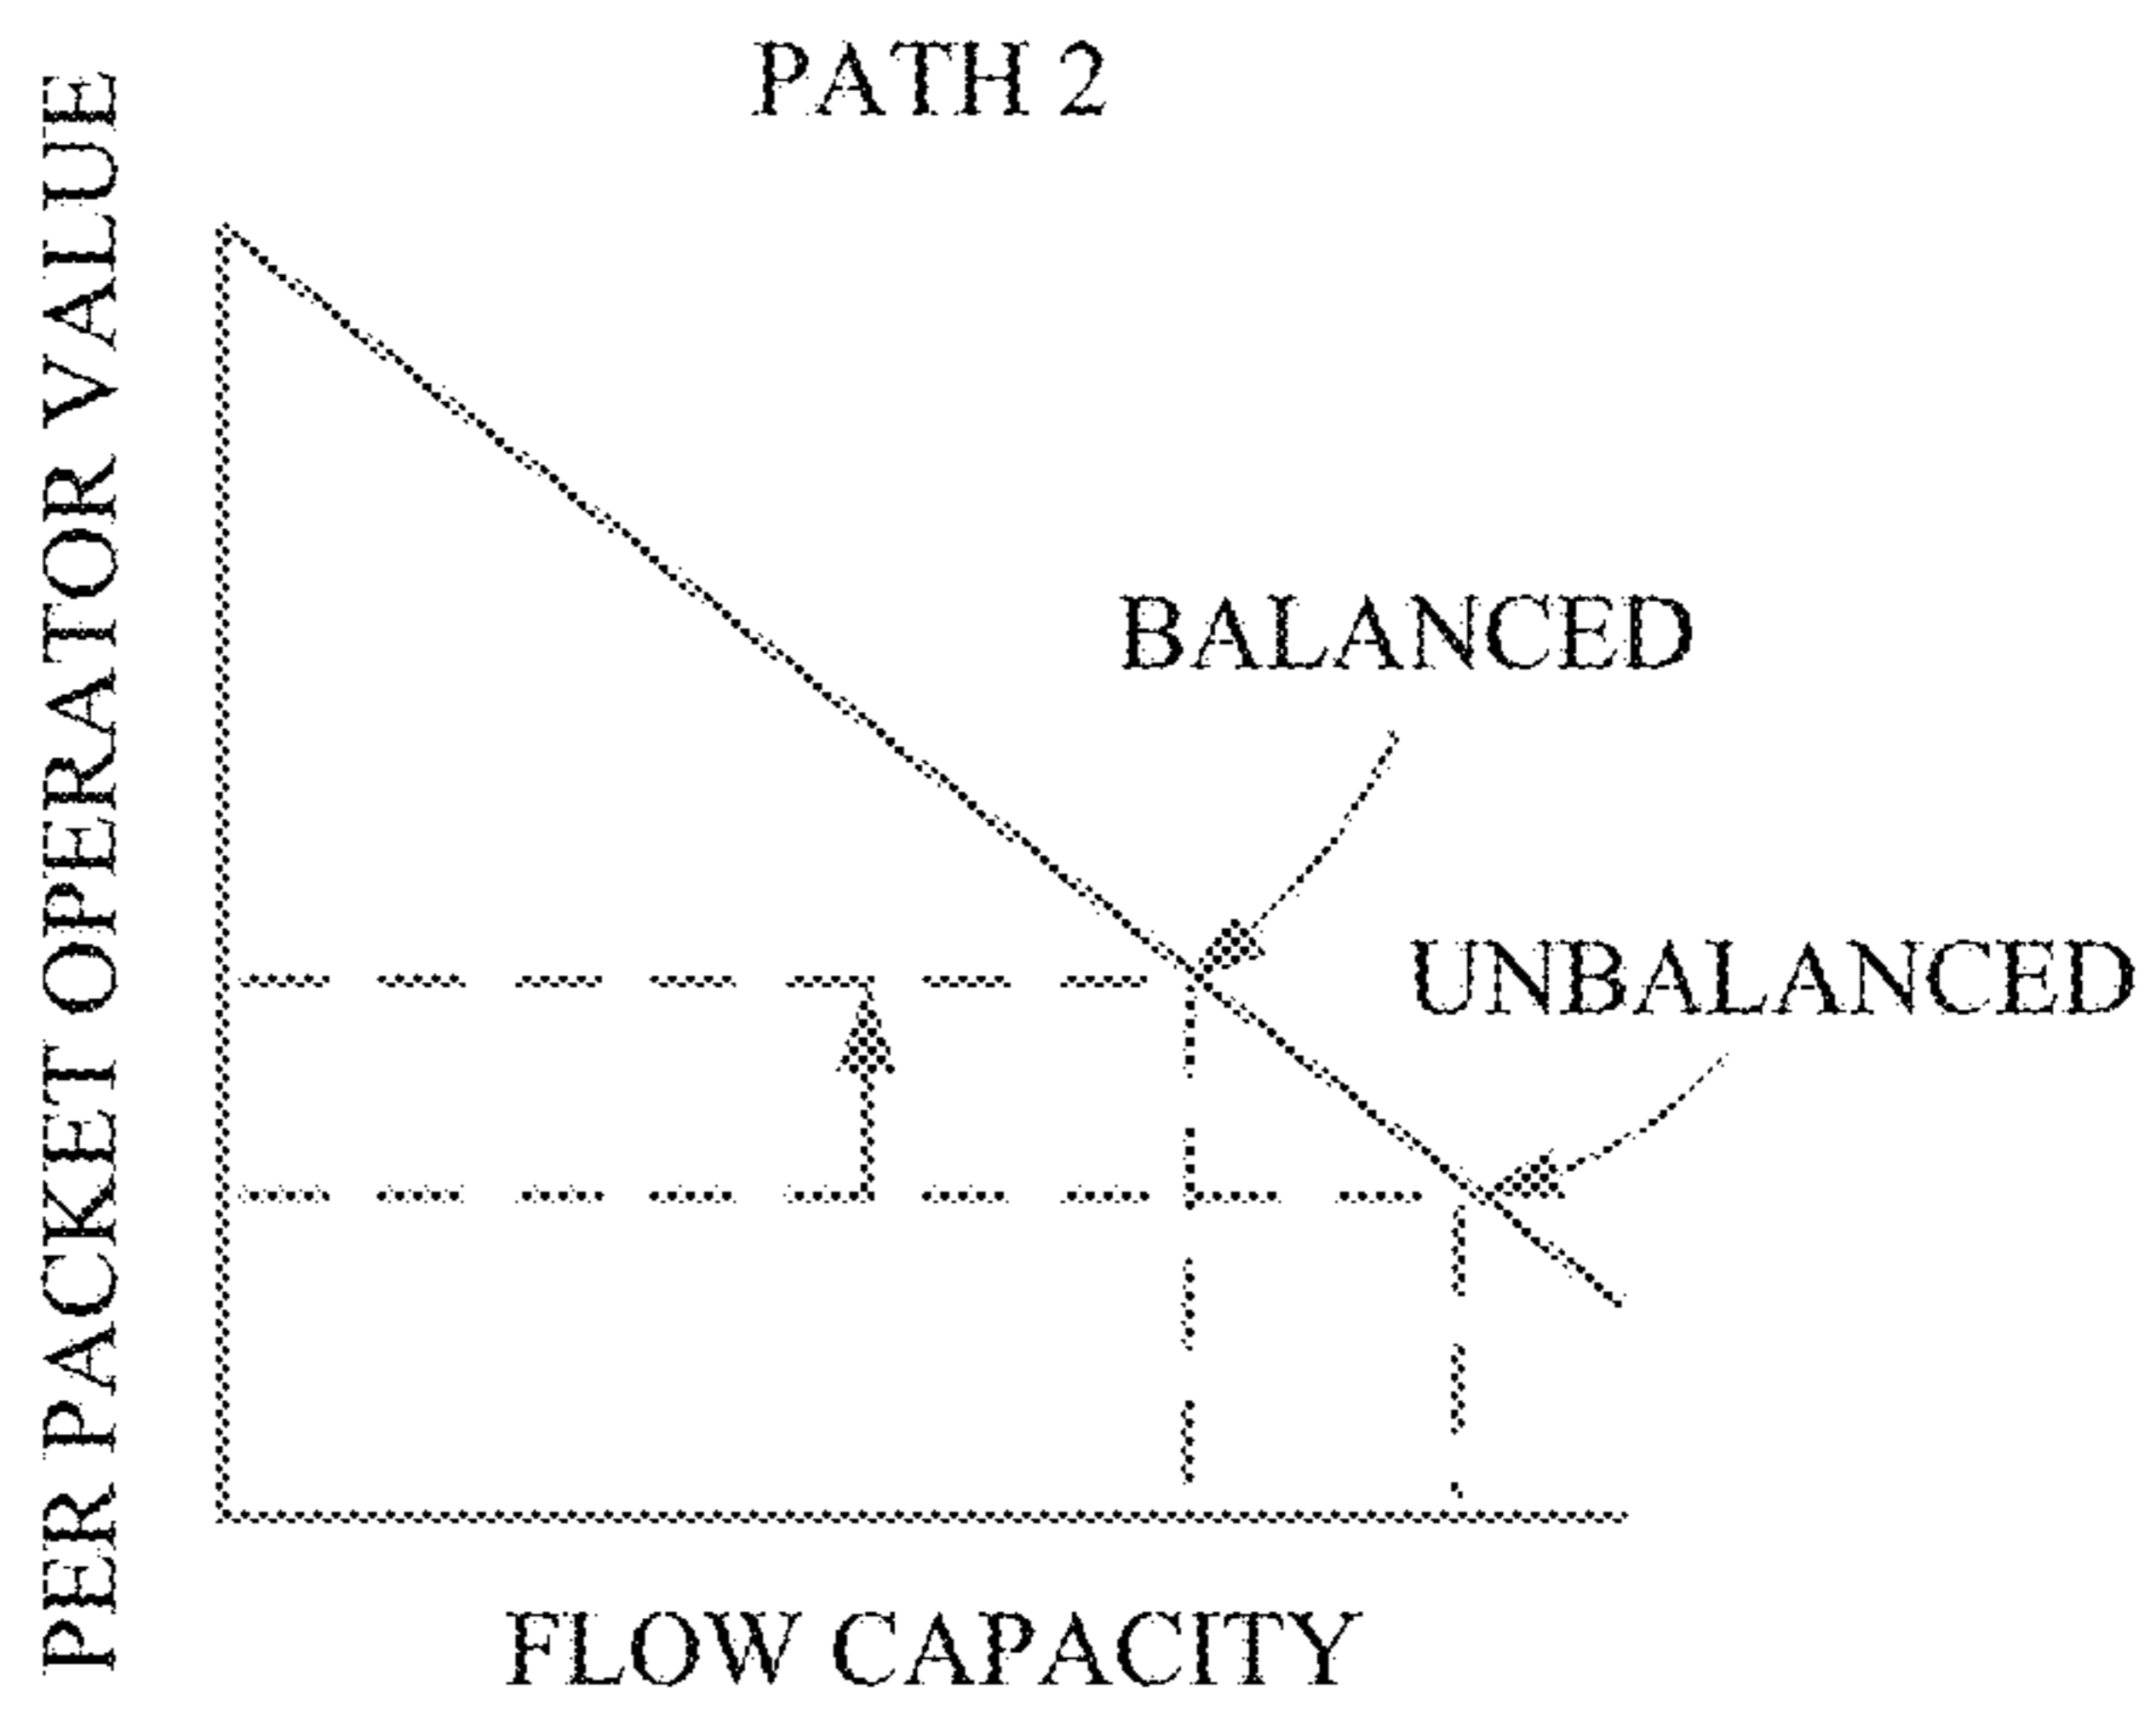 PATH 2
PER PACKET OPERATOR VALUE
BALANCED
UNBALANCED
FLOW CAPACITY